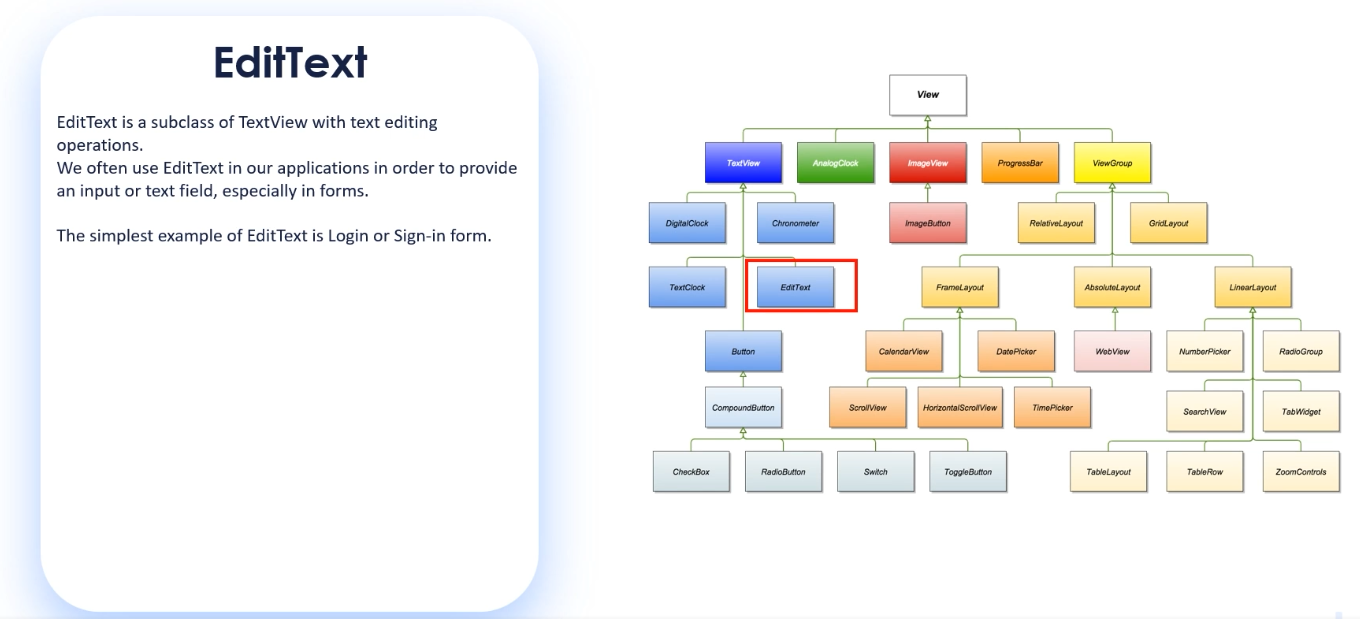 EditText
EditText is a subclass of TextView with text editing
operations.
We often use EditText in our applications in order to provide
an input or text field, especially in forms.
The simplest example of EditText is Login or Sign-in form.
View
TextView
AnalogClock
ImageView
ProgressBar
ViewGroup
DigitalClock
Chronometer
ImageButton
RelativeLayout
GridLayout
TextClock
EditText
FrameLayout
AbsoluteLayout
LinearLayout
Button
CalendarView
DatePicker
WebView
NumberPicker
RadioGroup
CompoundButton
ScrollView
HorizontalScrollView
TimePicker
SearchView
TabWidget
CheckBox
RadioButton
Switch
ToggleButton
TableLayout
TableRow
ZoomControls